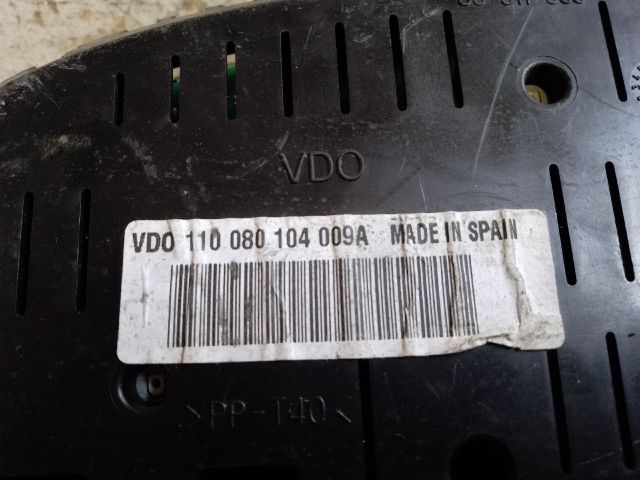 VDO
VDO 110 080 104 009A MADE IN SPAIN
>PP-T40<